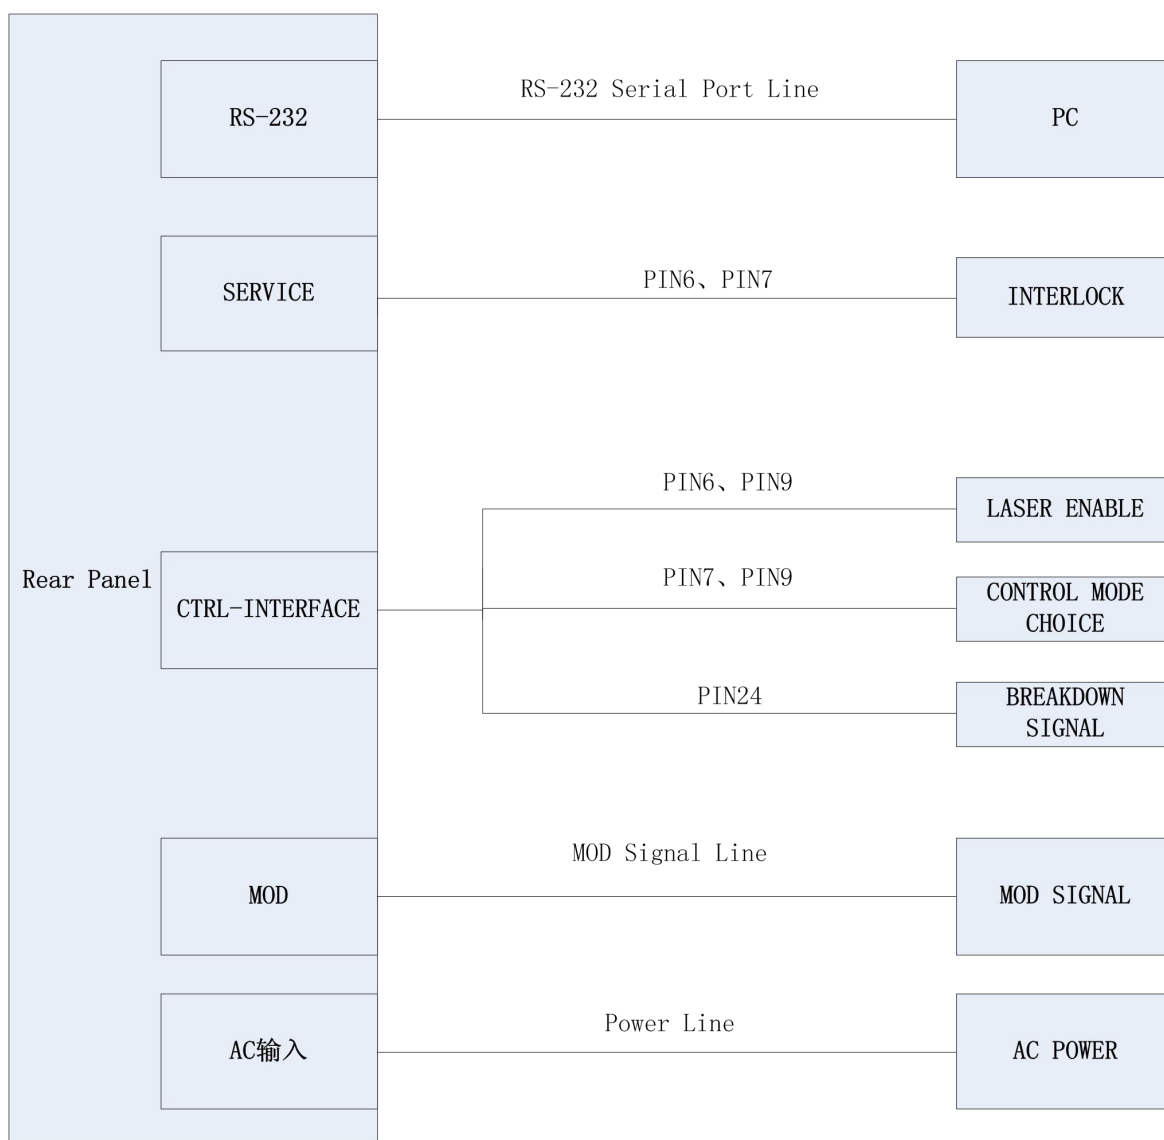 RS-232 Serial Port Line
RS-232
PC
PIN6、PIN7
SERVICE
INTERLOCK
PIN6、PIN9
LASER ENABLE
Rear Panel
PIN7、PIN9
CTRL-INTERFACE
CONTROL MODE
CHOICE
PIN24
BREAKDOWN
SIGNAL
MOD Signal Line
MOD
MOD SIGNAL
Power Line
AC输入
AC POWER